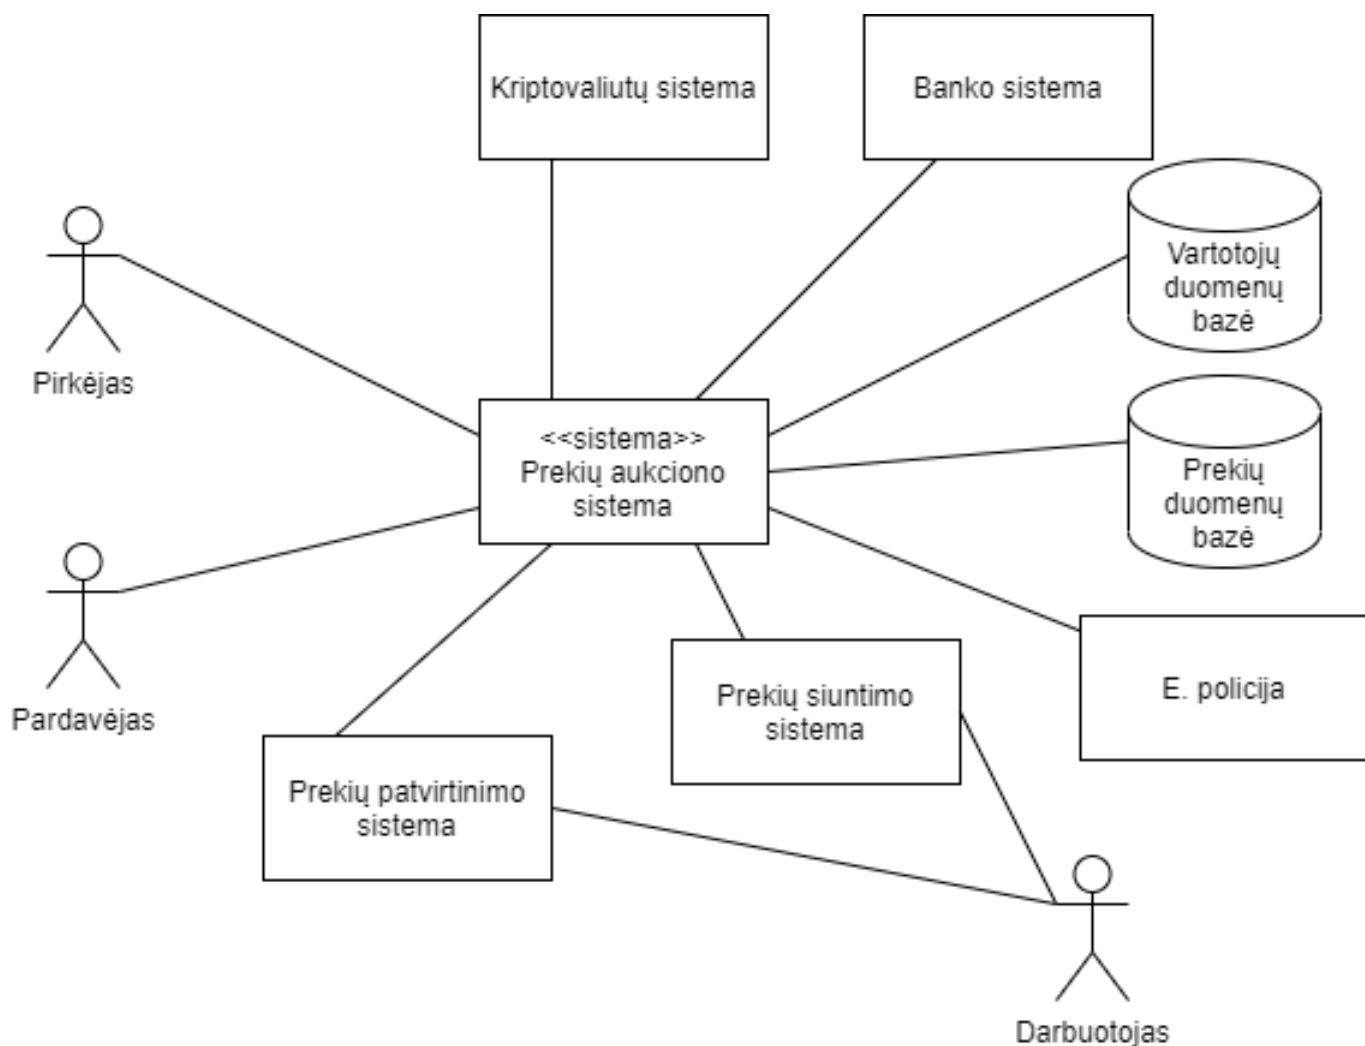 Kriptovaliutų sistema
Banko sistema
Vartotojų
duomenų
bazė
Pirkėjas
<<sistema>>
Prekių aukciono
sistema
Prekių
duomenų
bazė
Pardavėjas
Prekių siuntimo
sistema
E. policija
Prekių patvirtinimo
sistema
Darbuotojas